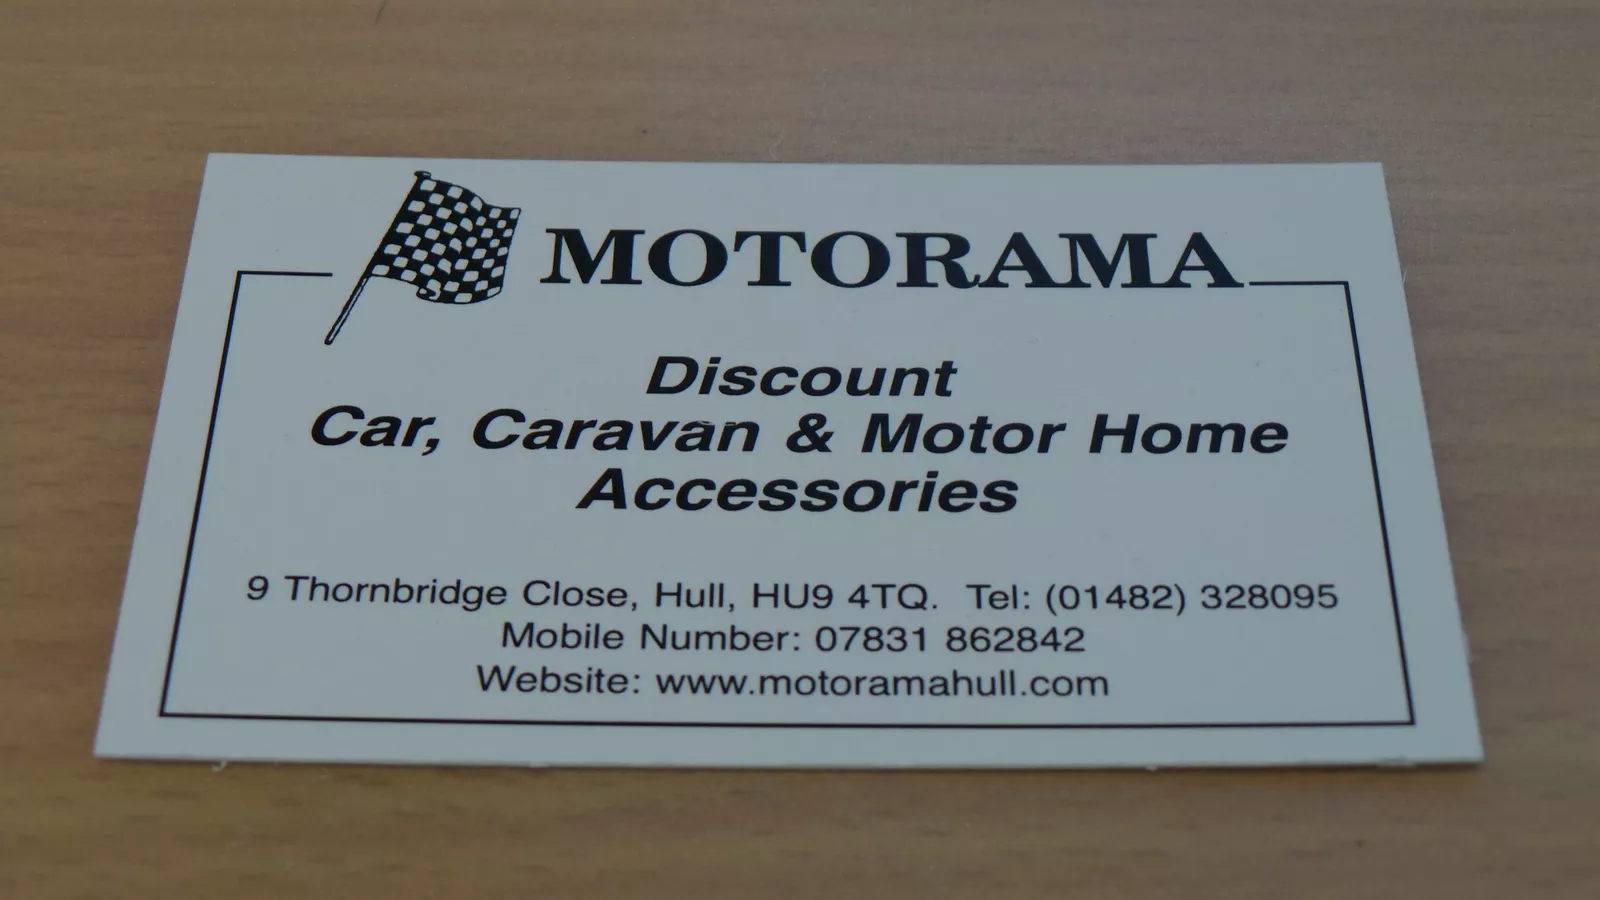 MOTORAMA
Discount
Car, Caravan & Motor Home
Accessories
9 Thornbridge Close, Hull, HU9 4TQ. Tel: (01482) 328095
Mobile Number: 07831 862842
Website: www.motoramahull.com